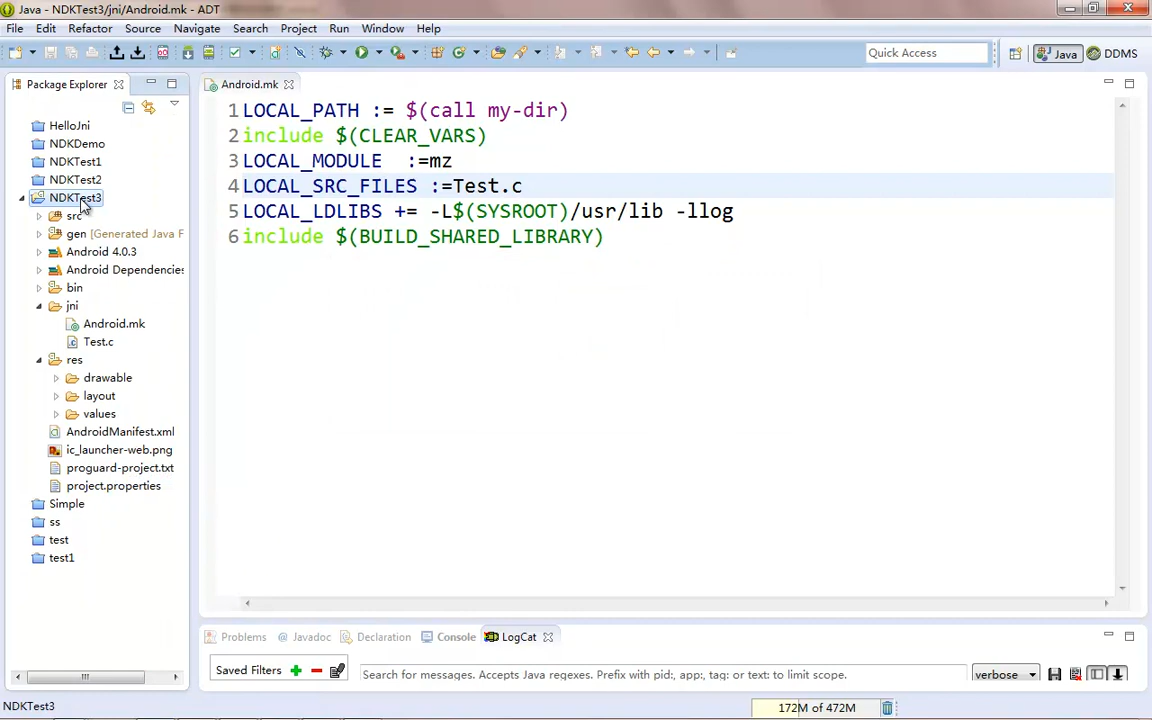 Java - NDKTest3/jni/Android.mk - ADT
File Edit Refactor Source Navigate Search Project Run Window Help
Quick Access
Java
DDMS
Package Explorer
HelloJni
NDKDemo
NDKTest1
NDKTest2
NDKTest3
src
gen [Generated Java F
Android 4.0.3
Android Dependencies
bin
jni
Android.mk
Test.c
res
drawable
layout
values
AndroidManifest.xml
ic_launcher-web.png
proguard-project.txt
project.properties
Simple
ss
test
test1
Android.mk
1 LOCAL_PATH := $(call my-dir)
2 include $(CLEAR_VARS)
3 LOCAL_MODULE  :=mz
4 LOCAL_SRC_FILES :=Test.c
5 LOCAL_LDLIBS += -L$(SYSROOT)/usr/lib -llog
6 include $(BUILD_SHARED_LIBRARY)
Problems @ Javadoc Declaration Console LogCat
Saved Filters
Search for messages. Accepts Java regexes. Prefix with pid:, app:, tag: or text: to limit scope.
verbose
NDKTest3
172M of 472M